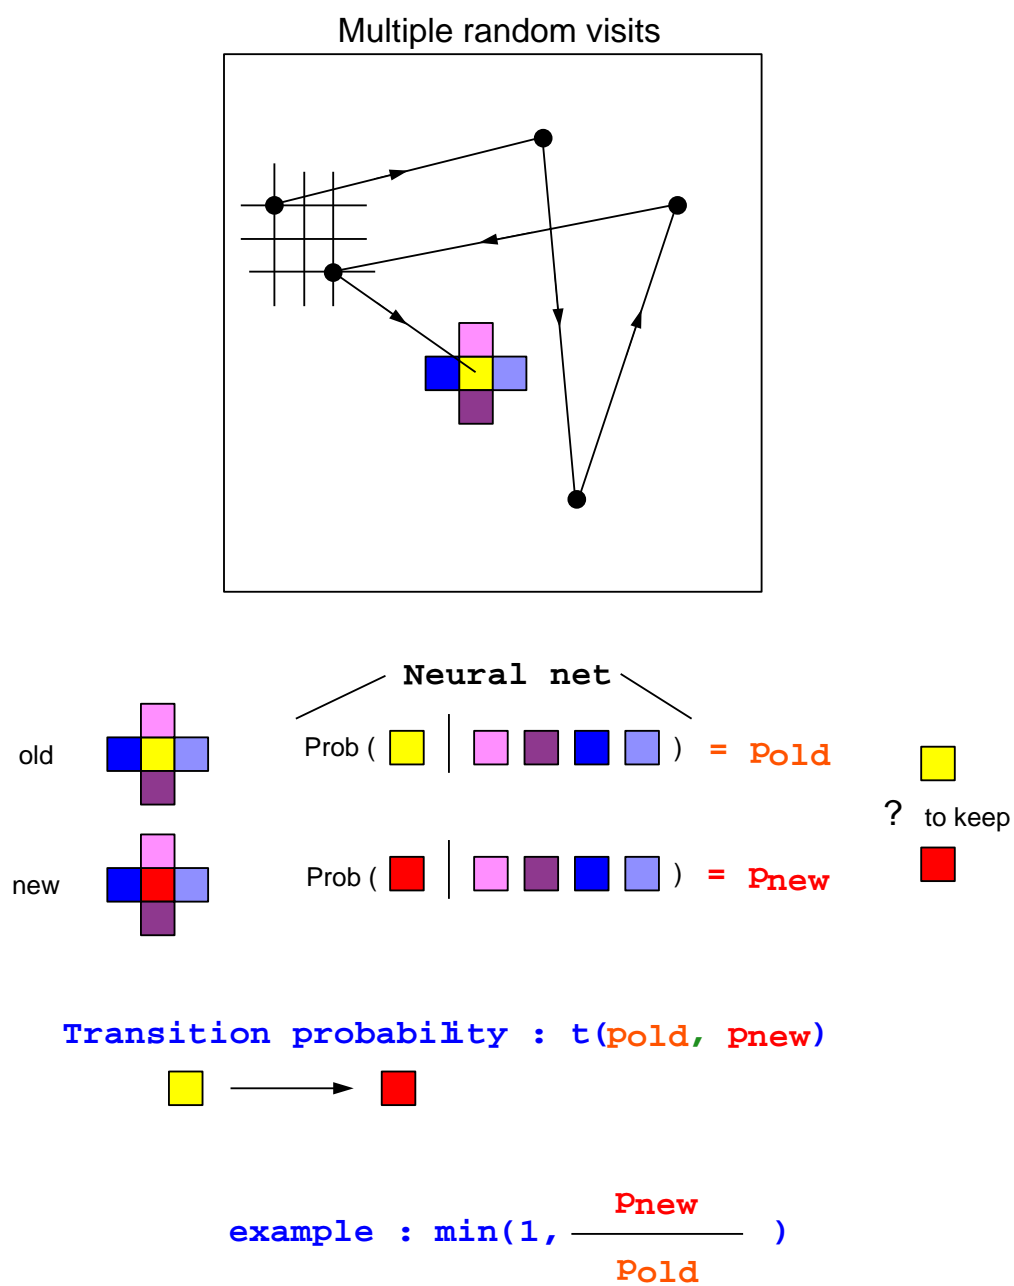 Multiple random visits
Neural net
old Prob ( | ) = pold
? to keep
new Prob ( | ) = pnew
Transition probability : t(pold, pnew)
pnew
example : min(1, )
pold